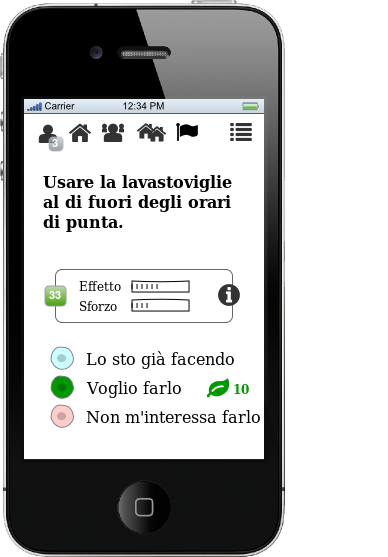 Carrier 12:34 PM
3
Usare la lavastoviglie
al di fuori degli orari
di punta.
33
Effetto
Sforzo
Lo sto già facendo
Voglio farlo 10
Non m'interessa farlo